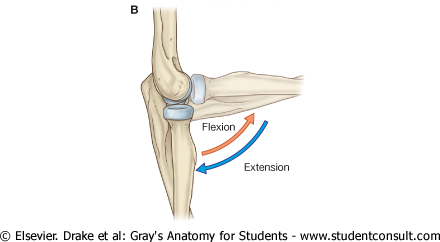 B
Flexion
Extension
© Elsevier. Drake et al: Gray's Anatomy for Students - www.studentconsult.com